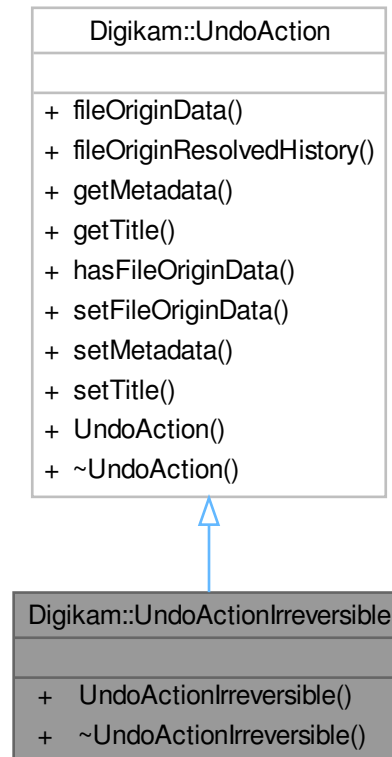 Digikam::UndoAction
+ fileOriginData()
+ fileOriginResolvedHistory()
+ getMetadata()
+ getTitle()
+ hasFileOriginData()
+ setFileOriginData()
+ setMetadata()
+ setTitle()
+ UndoAction()
+ ~UndoAction()
Digikam::UndoActionIrreversible
+ UndoActionIrreversible()
+ ~UndoActionIrreversible()